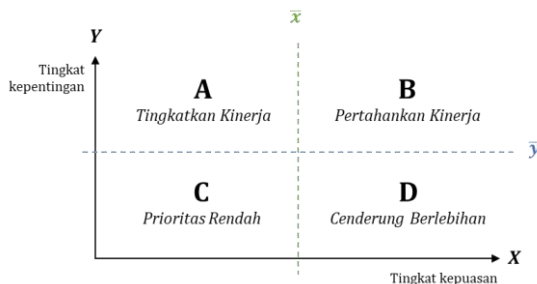 x̅
Y
Tingkat
kepentingan
A
Tingkatkan Kinerja
B
Pertahankan Kinerja
y̅
C
Prioritas Rendah
D
Cenderung Berlebihan
X
Tingkat kepuasan